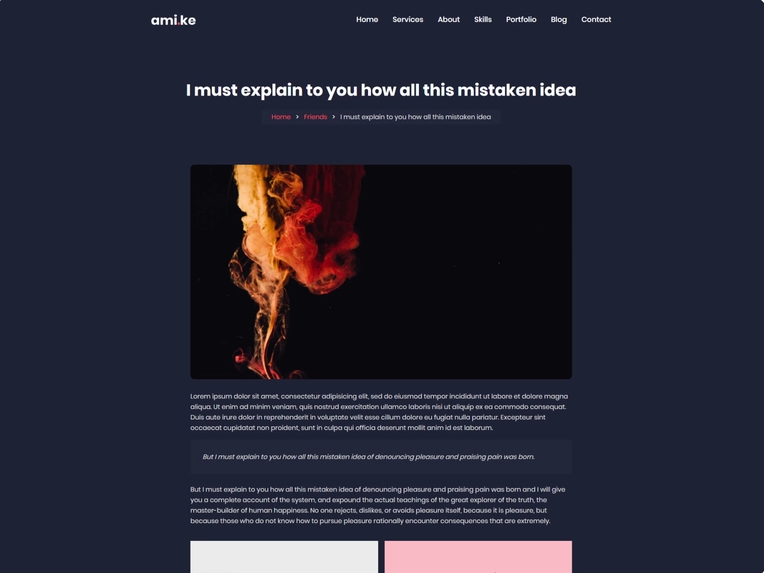 ami.ke
Home Services About Skills Portfolio Blog Contact
I must explain to you how all this mistaken idea
Home > Friends > I must explain to you how all this mistaken idea
Lorem ipsum dolor sit amet, consectetur adipisicing elit, sed do eiusmod tempor incididunt ut labore et dolore magna
aliqua. Ut enim ad minim veniam, quis nostrud exercitation ullamco laboris nisi ut aliquip ex ea commodo consequat.
Duis aute irure dolor in reprehenderit in voluptate velit esse cillum dolore eu fugiat nulla pariatur. Excepteur sint
occaecat cupidatat non proident, sunt in culpa qui officia deserunt mollit anim id est laborum.
But I must explain to you how all this mistaken idea of denouncing pleasure and praising pain was born.
But I must explain to you how all this mistaken idea of denouncing pleasure and praising pain was born and I will give
you a complete account of the system, and expound the actual teachings of the great explorer of the truth, the
master-builder of human happiness. No one rejects, dislikes, or avoids pleasure itself, because it is pleasure, but
because those who do not know how to pursue pleasure rationally encounter consequences that are extremely.